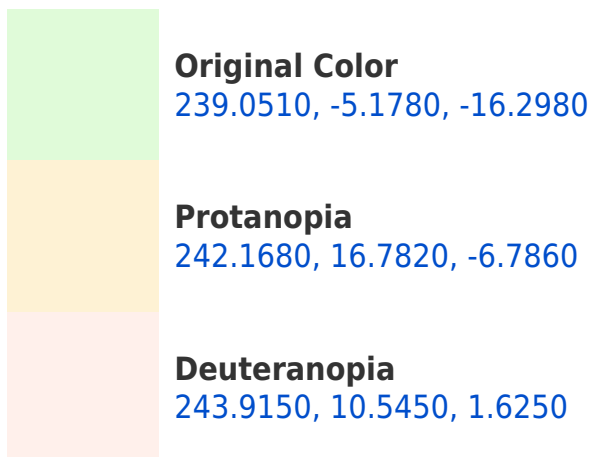 Original Color
239.0510, -5.1780, -16.2980
Protanopia
242.1680, 16.7820, -6.7860
Deuteranopia
243.9150, 10.5450, 1.6250